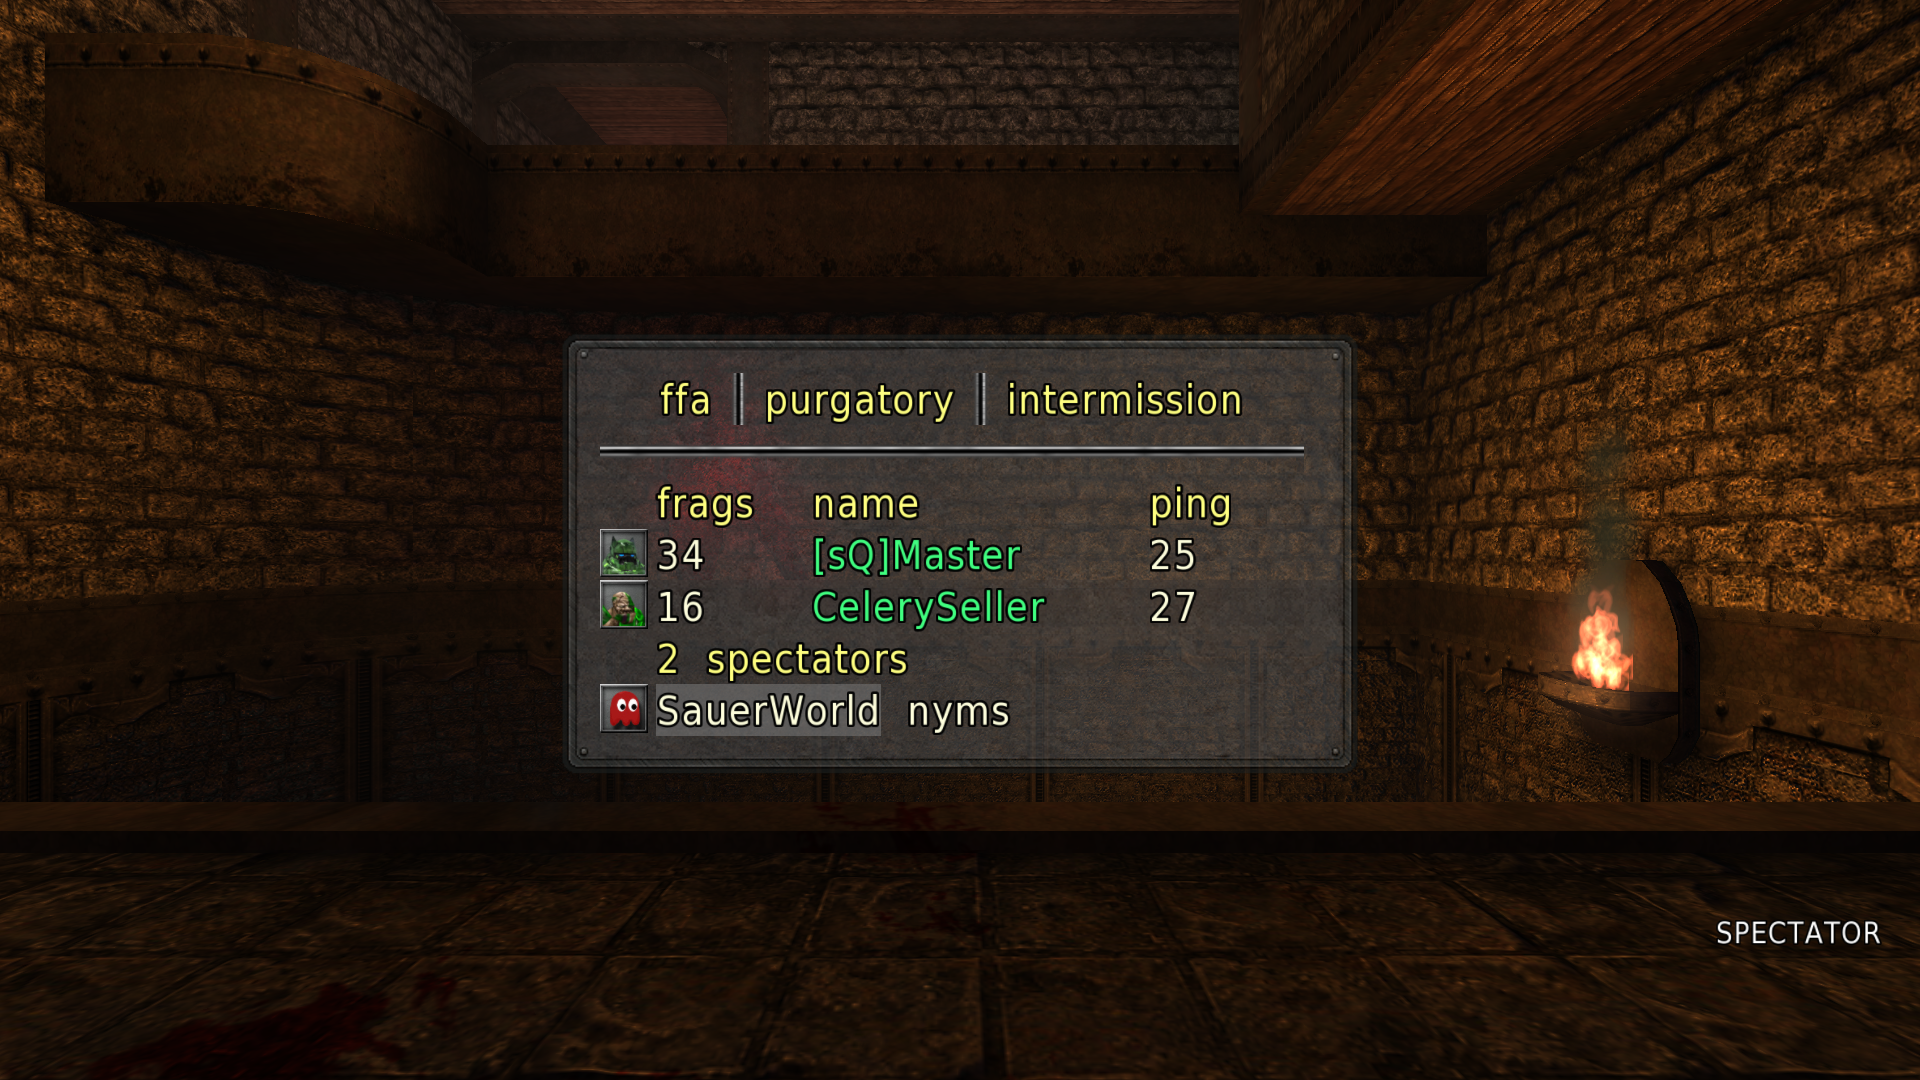 ffa purgatory intermission
frags name ping
34 [sQ]Master 25
16 CelerySeller 27
2 spectators
SauerWorld nyms
SPECTATOR